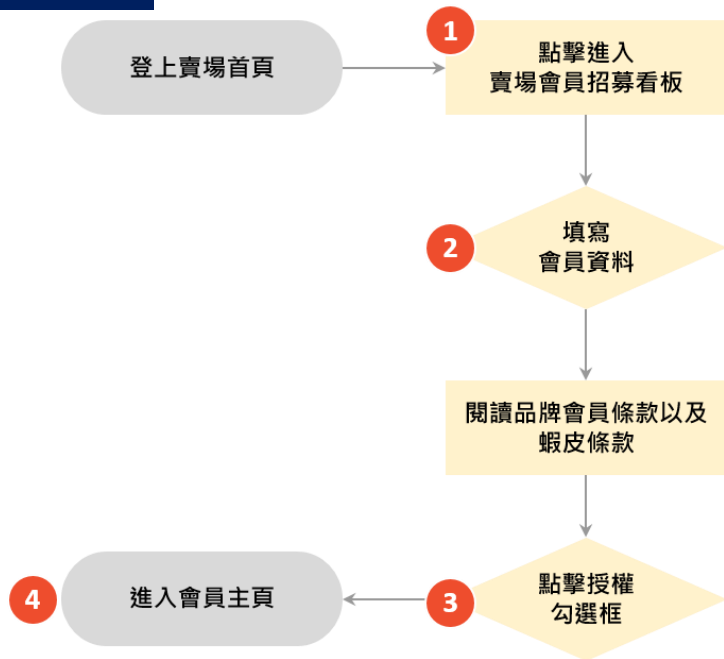 登上賣場首頁
1
點擊進入
賣場會員招募看板
2
填寫
會員資料
閱讀品牌會員條款以及
蝦皮條款
3
點擊授權
勾選框
4
進入會員主頁